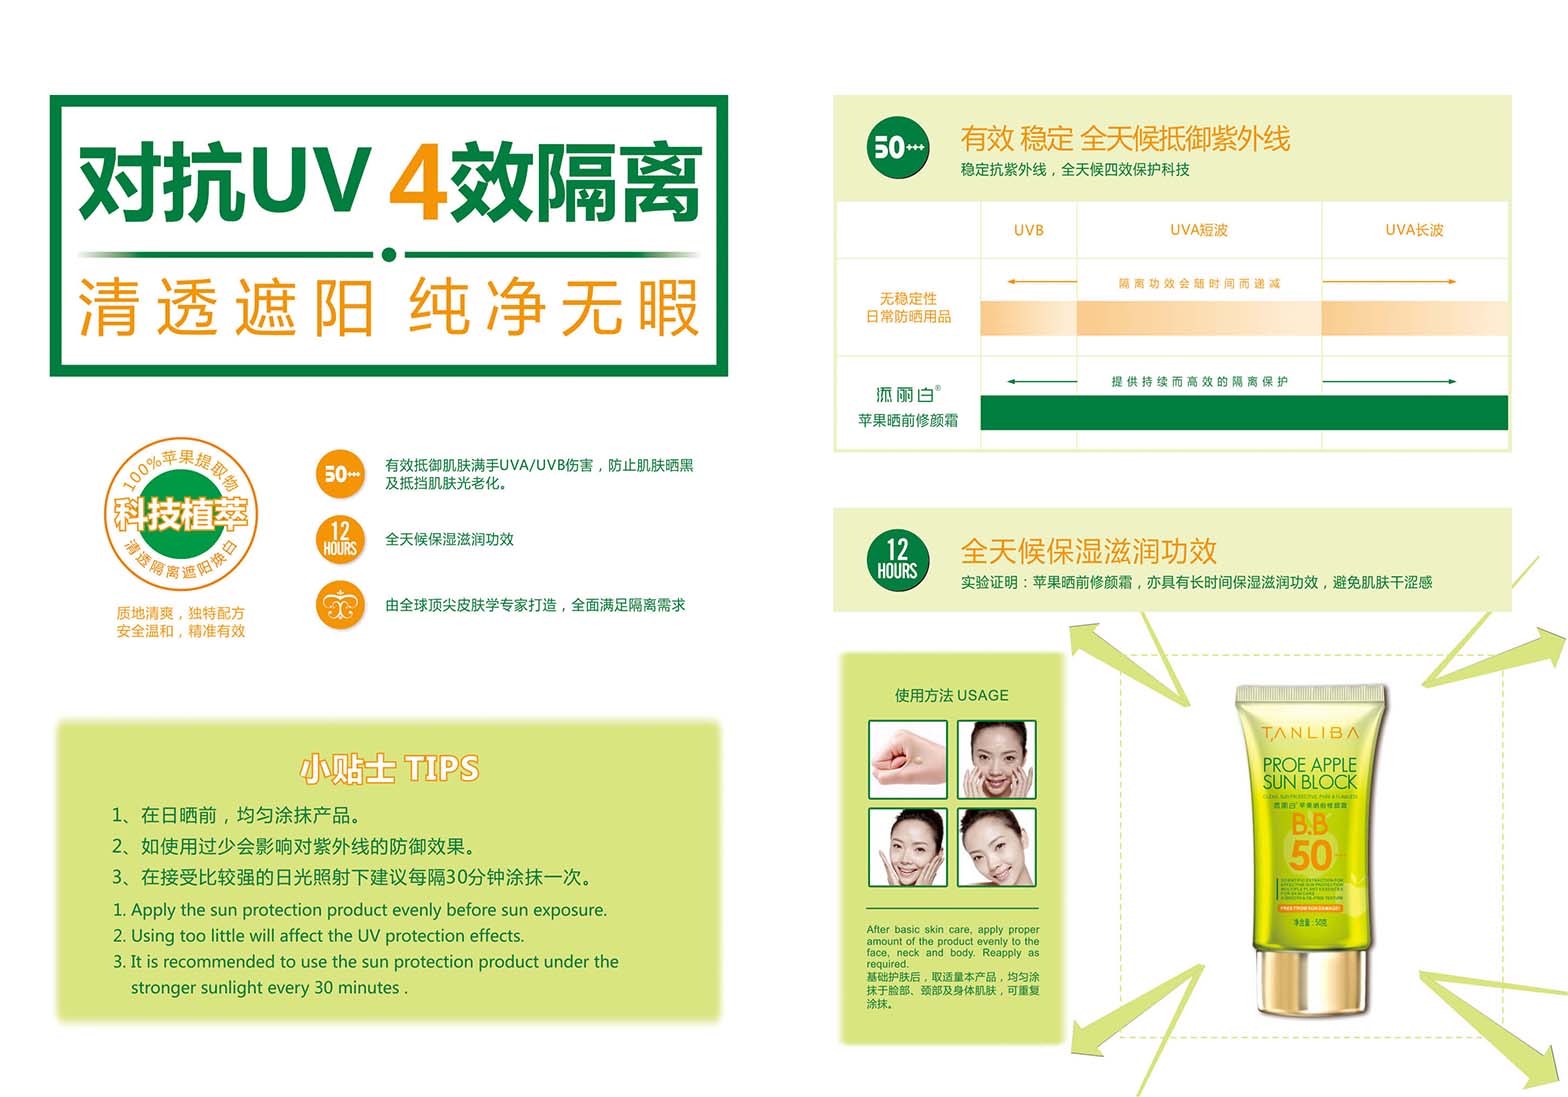 对抗UV 4效隔离
清透遮阳 纯净无暇
100%苹果提取物
科技植萃
清透隔离遮阳焕白
质地清爽，独特配方
安全温和，精准有效
50+++
有效抵御肌肤满手UVA/UVB伤害，防止肌肤晒黑
及抵挡肌肤光老化。
12
HOURS
全天候保湿滋润功效
由全球顶尖皮肤学专家打造，全面满足隔离需求
小贴士 TIPS
1、在日晒前，均匀涂抹产品。
2、如使用过少会影响对紫外线的防御效果。
3、在接受比较强的日光照射下建议每隔30分钟涂抹一次。
1. Apply the sun protection product evenly before sun exposure.
2. Using too little will affect the UV protection effects.
3. It is recommended to use the sun protection product under the
stronger sunlight every 30 minutes .
50+++
有效 稳定 全天候抵御紫外线
稳定抗紫外线，全天候四效保护科技
UVB UVA短波 UVA长波
无稳定性
日常防晒用品
隔离功效会随时间而递减
添丽白®
苹果晒前修颜霜
提供持续而高效的隔离保护
12
HOURS
全天候保湿滋润功效
实验证明：苹果晒前修颜霜，亦具有长时间保湿滋润功效，避免肌肤干涩感
使用方法 USAGE
After basic skin care, apply proper
amount of the product evenly to the
face, neck and body. Reapply as
required.
基础护肤后，取适量本产品，均匀涂
抹于脸部、颈部及身体肌肤，可重复
涂抹。
TANLIBA
PROE APPLE
SUN BLOCK
添丽白®苹果晒前修颜霜
B.B
50
FREE FROM SUN DAMAGE!
净含量：50克